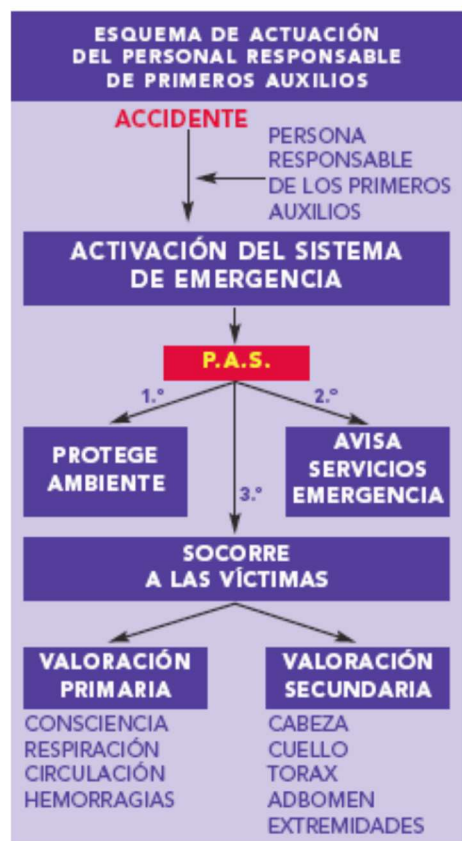 ESQUEMA DE ACTUACIÓN
DEL PERSONAL RESPONSABLE
DE PRIMEROS AUXILIOS
ACCIDENTE
PERSONA
RESPONSABLE
DE LOS PRIMEROS
AUXILIOS
ACTIVACIÓN DEL SISTEMA
DE EMERGENCIA
P.A.S.
1.º
2.º
PROTEGE
AMBIENTE
AVISA
SERVICIOS
EMERGENCIA
3.º
SOCORRE
A LAS VÍCTIMAS
VALORACIÓN
PRIMARIA
CONSCIENCIA
RESPIRACIÓN
CIRCULACIÓN
HEMORRAGIAS
VALORACIÓN
SECUNDARIA
CABEZA
CUELLO
TORAX
ADBOMEN
EXTREMIDADES